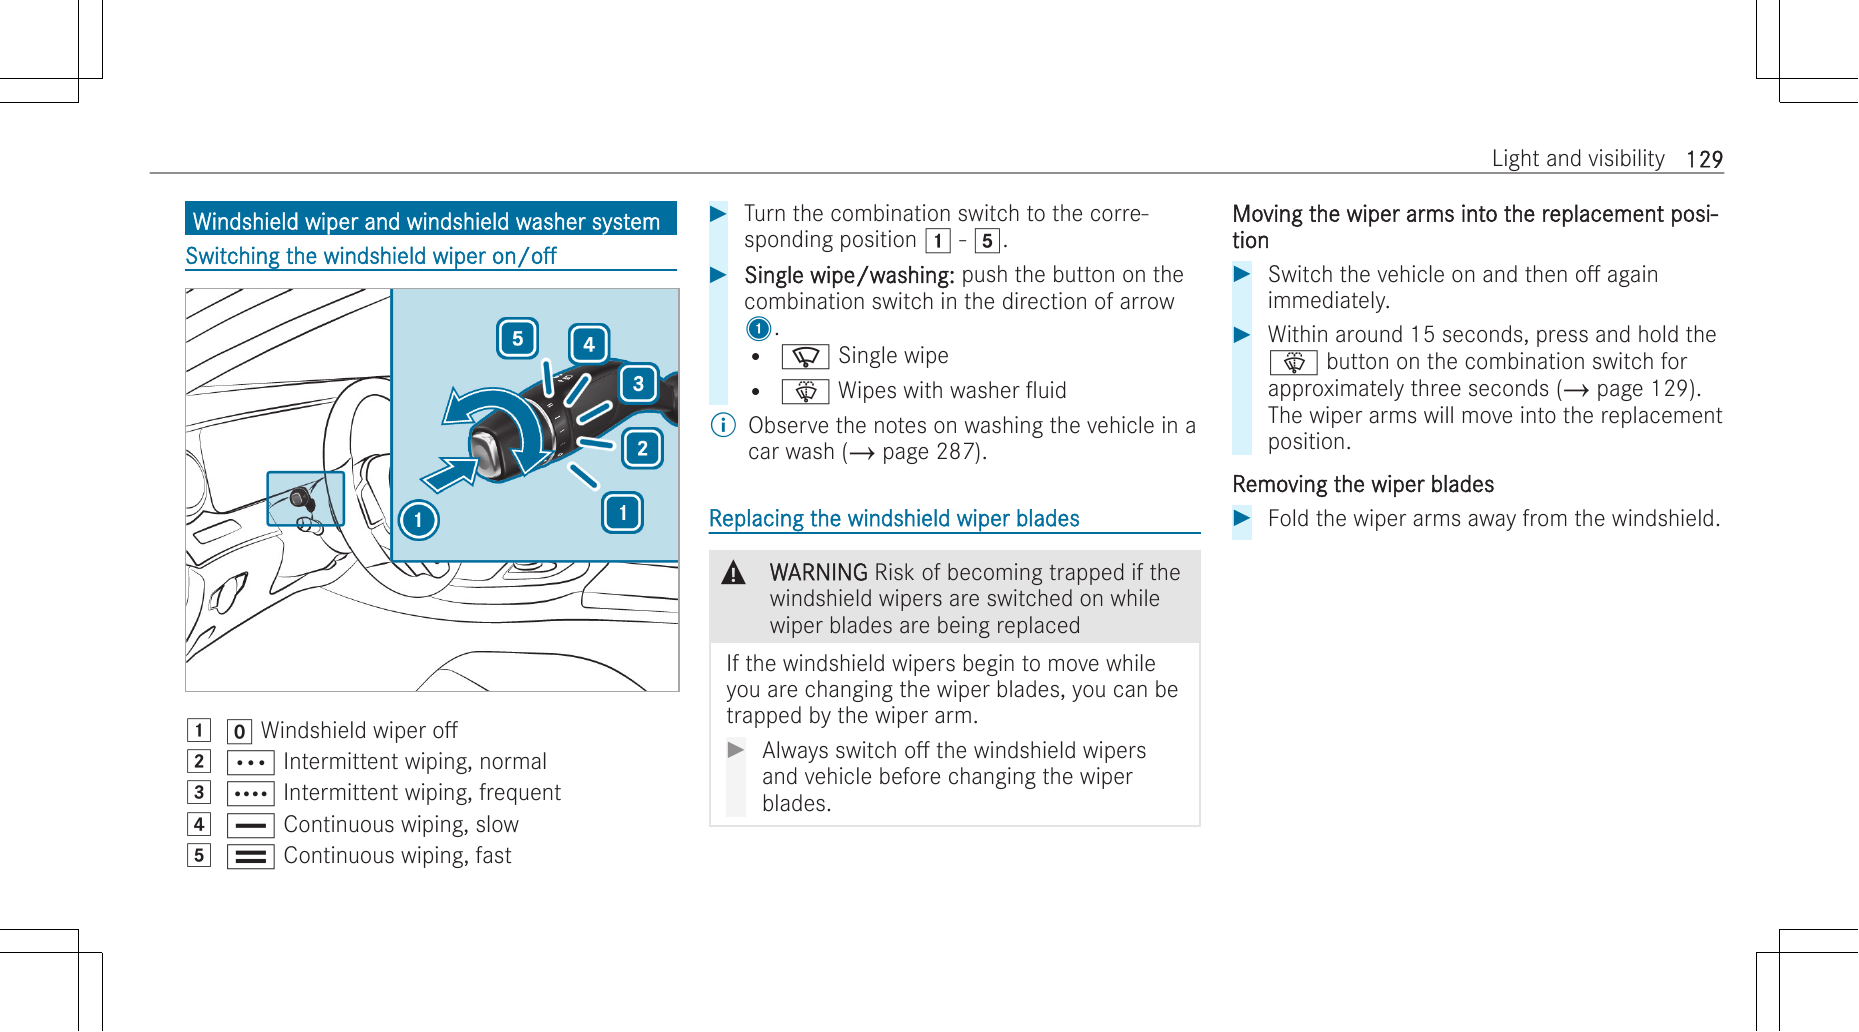 Light and visibility 129
Windshield wiper and windshield washer system
Switching the windshield wiper on/off
5
4
3
2
1
1
1 0 Windshield wiper off
2 ••• Intermittent wiping, normal
3 •••• Intermittent wiping, frequent
4 Continuous wiping, slow
5 Continuous wiping, fast
Turn the combination switch to the corre-
sponding position 1 - 5.
Single wipe/washing: push the button on the
combination switch in the direction of arrow
1.
• Single wipe
• Wipes with washer fluid
i Observe the notes on washing the vehicle in a
car wash (→ page 287).
Replacing the windshield wiper blades
WARNING Risk of becoming trapped if the
windshield wipers are switched on while
wiper blades are being replaced
If the windshield wipers begin to move while
you are changing the wiper blades, you can be
trapped by the wiper arm.
Always switch off the windshield wipers
and vehicle before changing the wiper
blades.
Moving the wiper arms into the replacement posi-
tion
Switch the vehicle on and then off again
immediately.
Within around 15 seconds, press and hold the
button on the combination switch for
approximately three seconds (→ page 129).
The wiper arms will move into the replacement
position.
Removing the wiper blades
Fold the wiper arms away from the windshield.